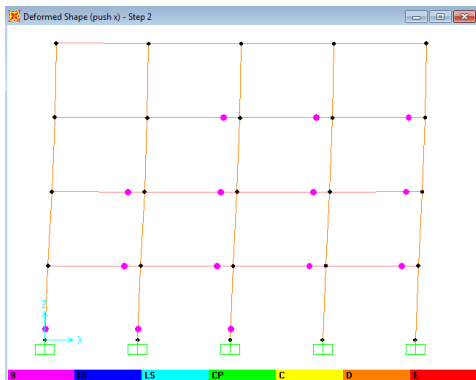 Deformed Shape (push x) - Step 2
Z
X
B IO LS CP C D E